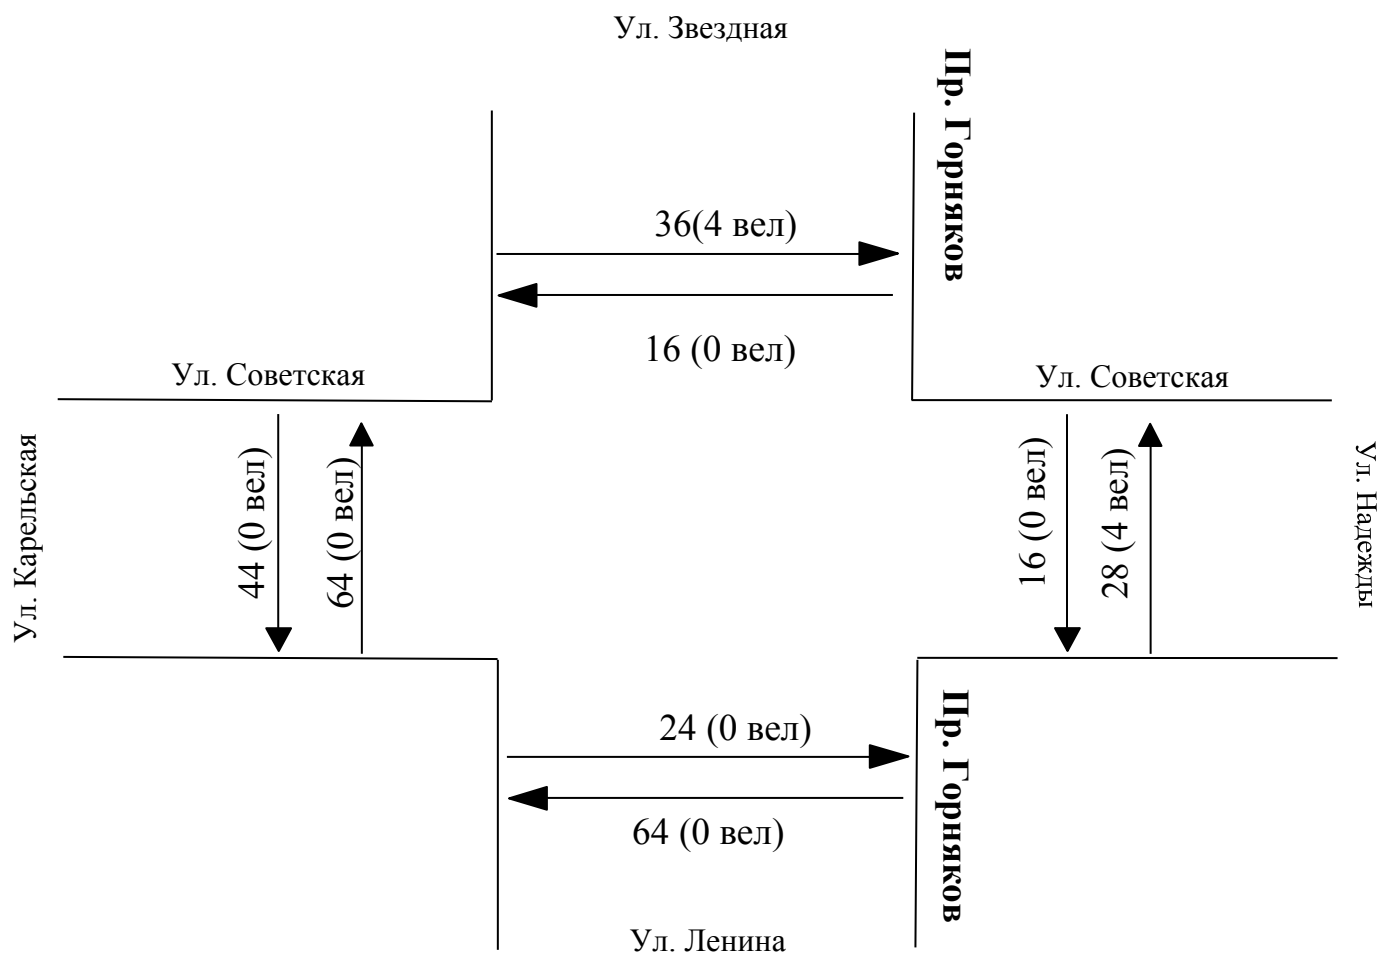 Ул. Звездная
Пр. Горняков
36(4 вел)
16 (0 вел)
Ул. Советская
Ул. Советская
Ул. Карельская
44 (0 вел)
64 (0 вел)
16 (0 вел)
28 (4 вел)
Ул. Надежды
24 (0 вел)
64 (0 вел)
Пр. Горняков
Ул. Ленина